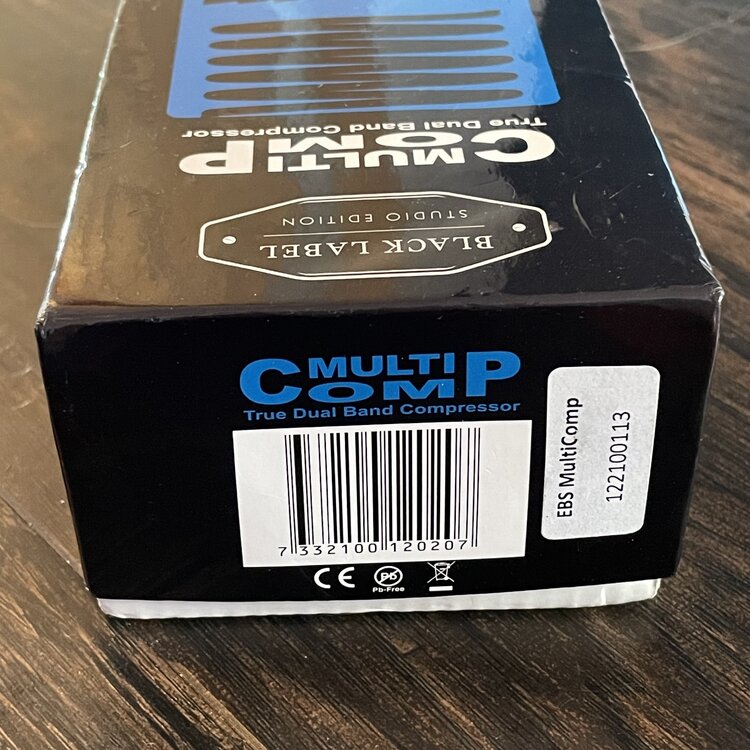 MULTI
COMP
True Dual Band Compressor
BLACK LABEL
STUDIO EDITION
MULTI
COMP
True Dual Band Compressor
7 332100 120207
CE
Pb
Pb-Free
EBS MultiComp
122100113